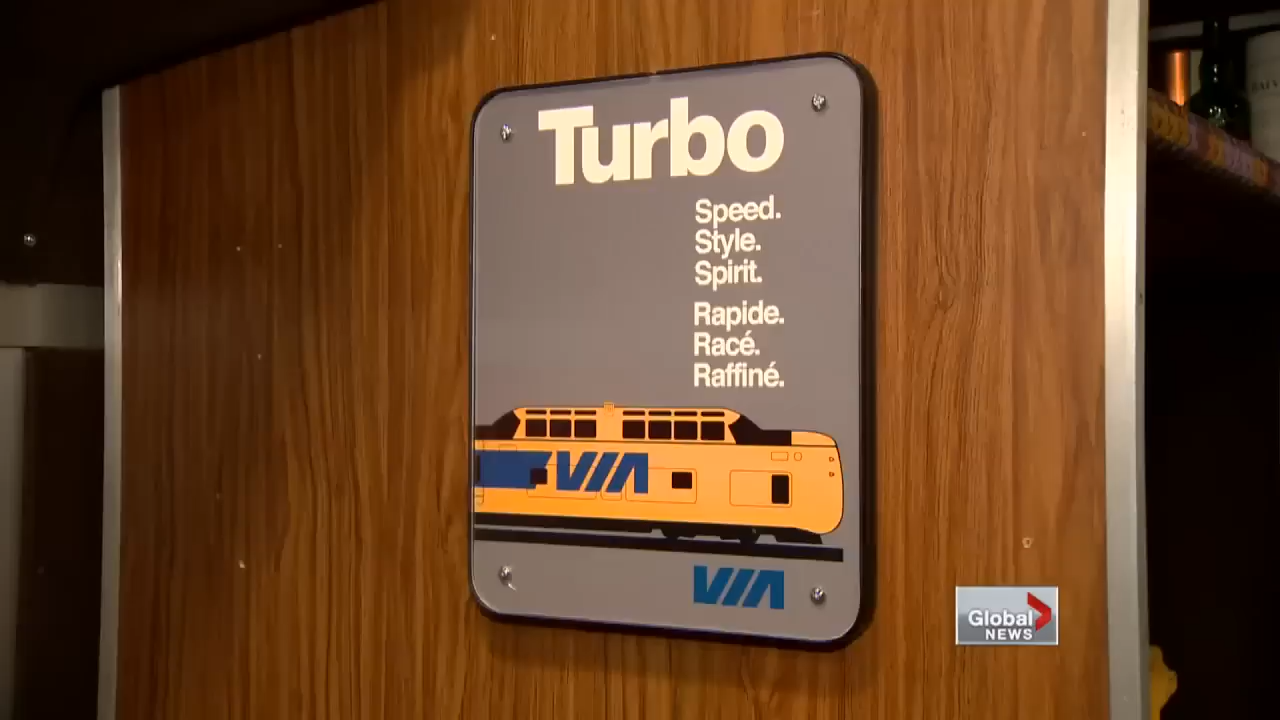 Turbo
Speed.
Style.
Spirit.
Rapide.
Racé.
Raffiné.
VIA
VIA
Global
NEWS